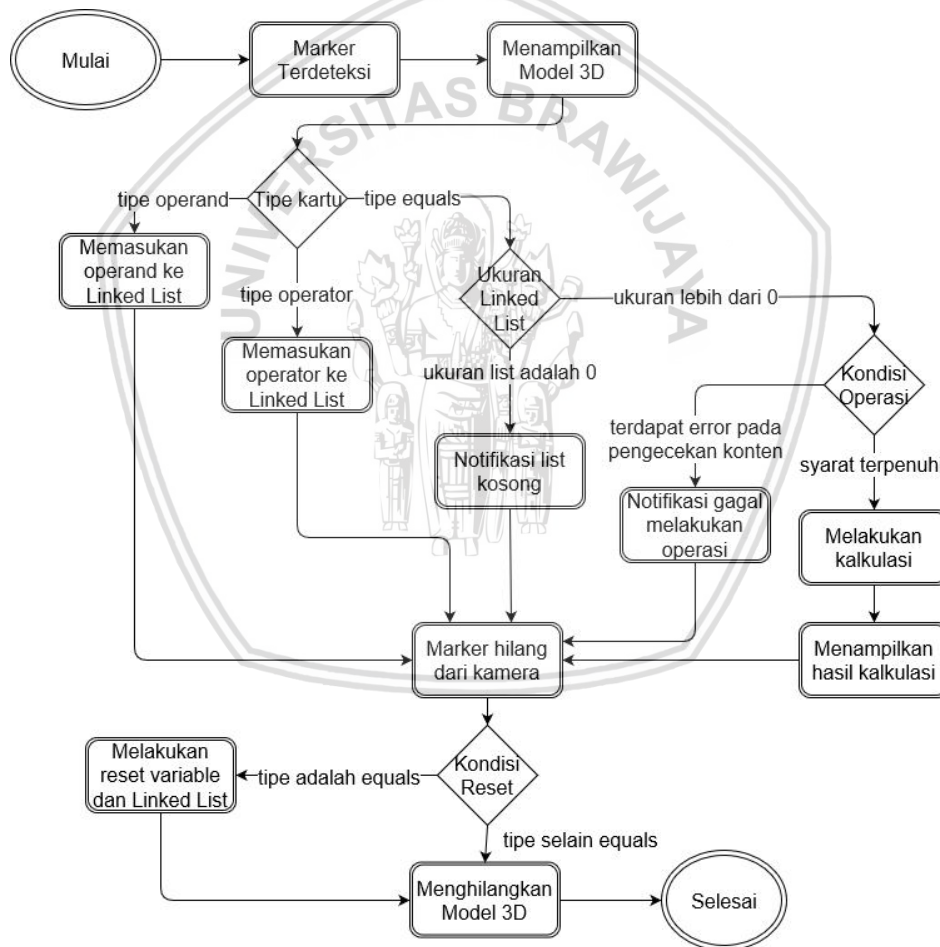 Mulai
Marker
Terdeteksi
Menampilkan
Model 3D
UNIVERSITAS BRAWIJAYA
tipe operand
Tipe kartu
tipe equals
Memasukan
operand ke
Linked List
tipe operator
Ukuran
Linked
List
ukuran lebih dari 0
Memasukan
operator ke
Linked List
ukuran list adalah 0
Kondisi
Operasi
terdapat error pada
pengecekan konten
syarat terpenuh
Notifikasi list
kosong
Notifikasi gagal
melakukan
operasi
Melakukan
kalkulasi
Marker hilang
dari kamera
Menampilkan
hasil kalkulasi
Melakukan
reset variable
dan Linked List
tipe adalah equals
Kondisi
Reset
tipe selain equals
Menghilangkan
Model 3D
Selesai